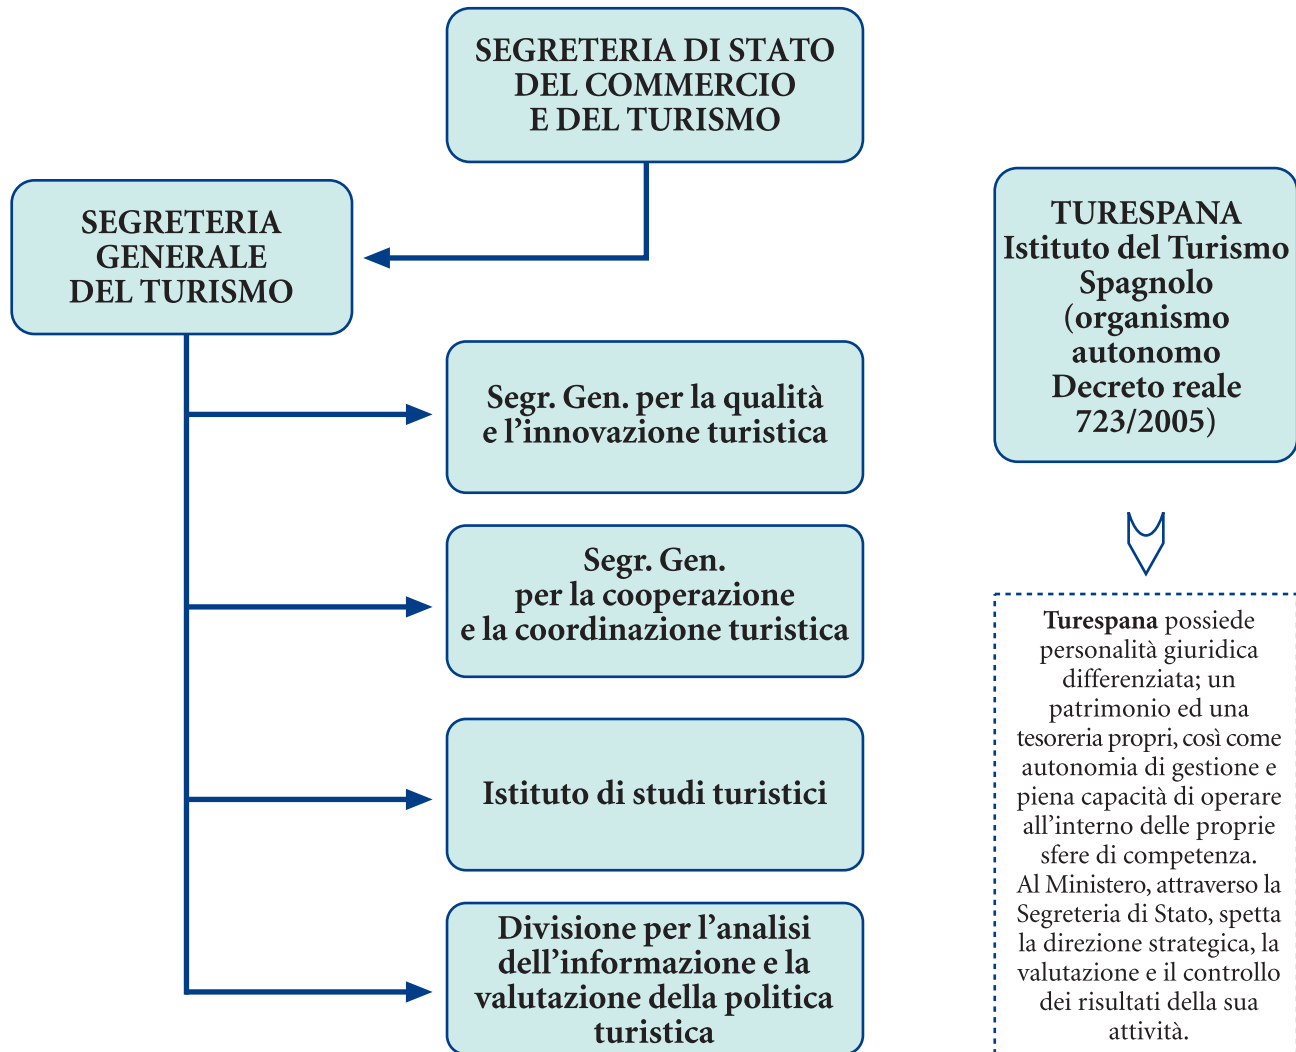 SEGRETERIA DI STATO
DEL COMMERCIO
E DEL TURISMO
SEGRETERIA
GENERALE
DEL TURISMO
Segr. Gen. per la qualità
e l’innovazione turistica
Segr. Gen.
per la cooperazione
e la coordinazione turistica
Istituto di studi turistici
Divisione per l’analisi
dell’informazione e la
valutazione della politica
turistica
TURESPANA
Istituto del Turismo
Spagnolo
(organismo
autonomo
Decreto reale
723/2005)
Turespana possiede
personalità giuridica
differenziata; un
patrimonio ed una
tesoreria propri, così come
autonomia di gestione e
piena capacità di operare
all’interno delle proprie
sfere di competenza.
Al Ministero, attraverso la
Segreteria di Stato, spetta
la direzione strategica, la
valutazione e il controllo
dei risultati della sua
attività.